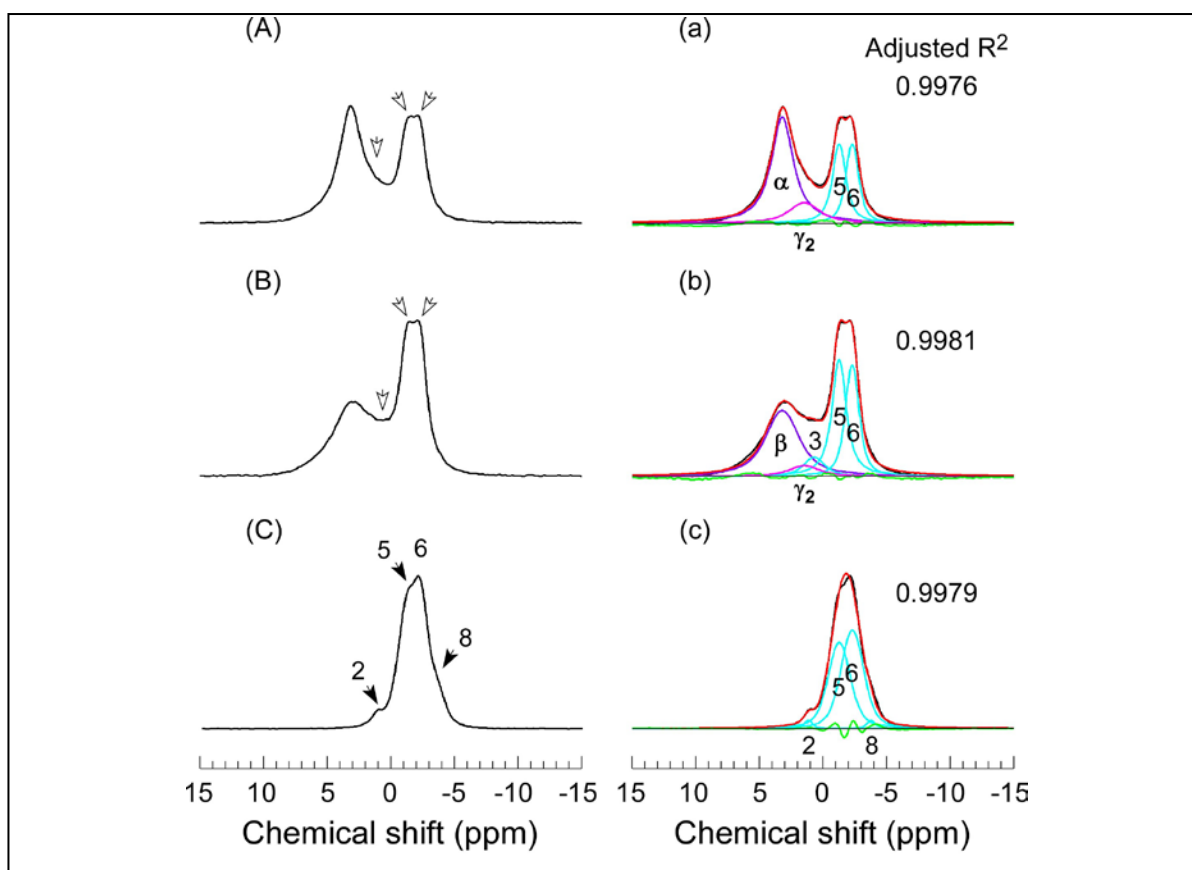 (A)
(a)
Adjusted R²
0.9976
α
5
6
γ₂
(B)
(b)
0.9981
β
3
5
6
γ₂
(C)
(c)
5 6
8
2
0.9979
5
6
2 8
15 10 5 0 -5 -10 -15
15 10 5 0 -5 -10 -15
Chemical shift (ppm)
Chemical shift (ppm)